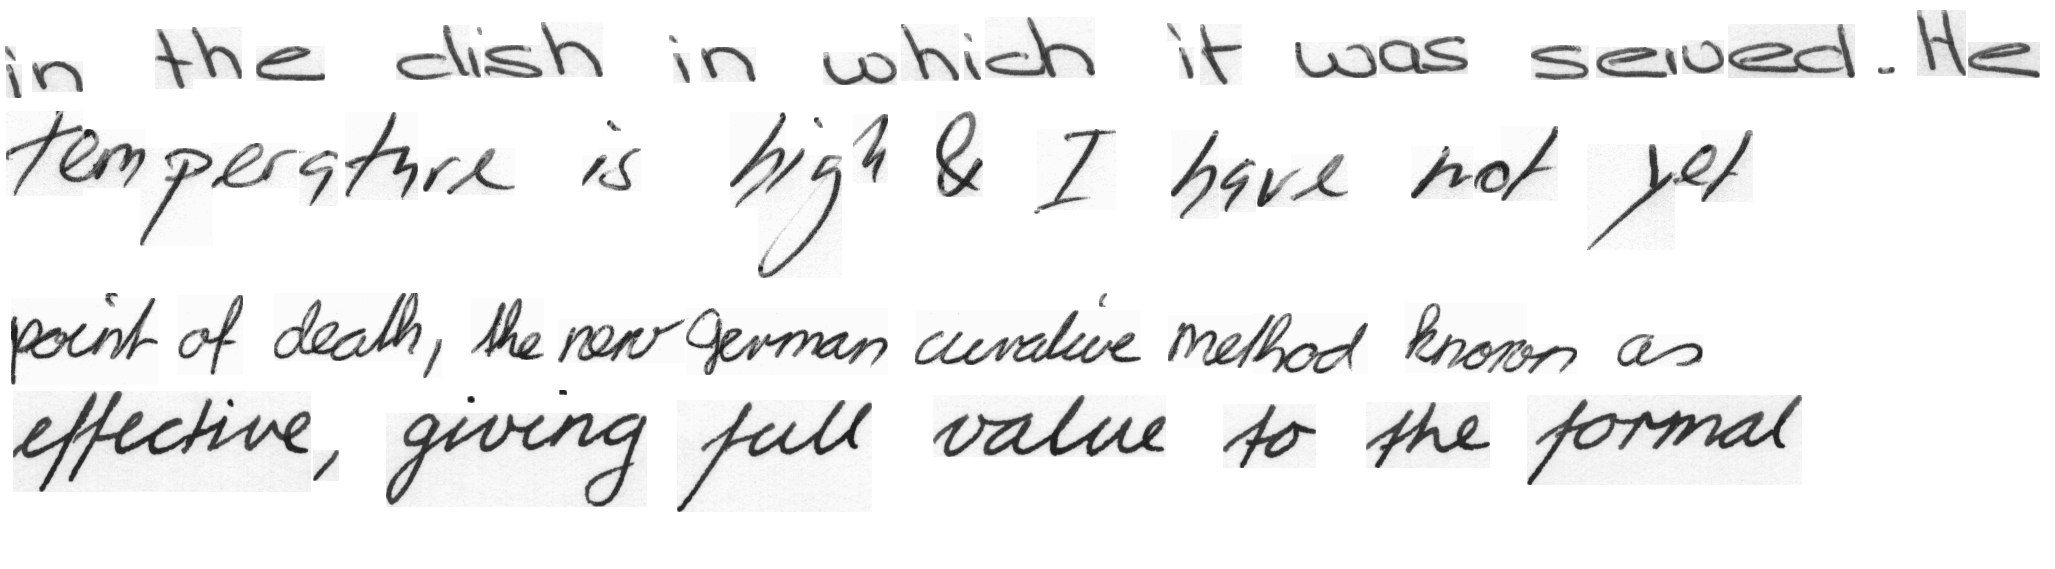 in the dish in which it was served. He
temperature is high & I have not yet
point of death, the new German curative method known as
effective, giving full value to the formal